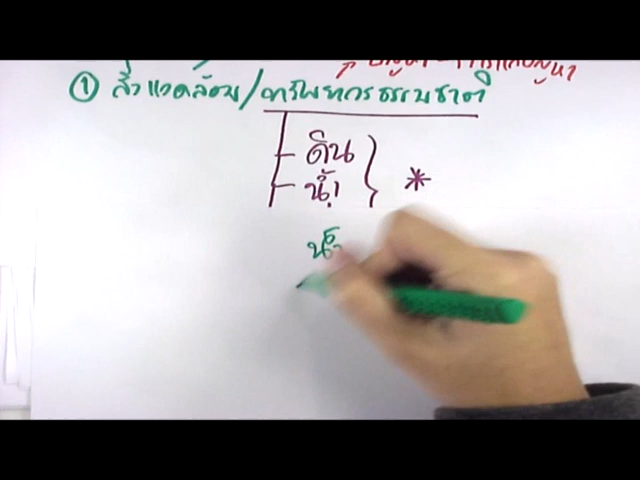 ① สิ่งแวดล้อม/ทรัพยากรธรรมชาติ
- ดิน
- น้ำ } *